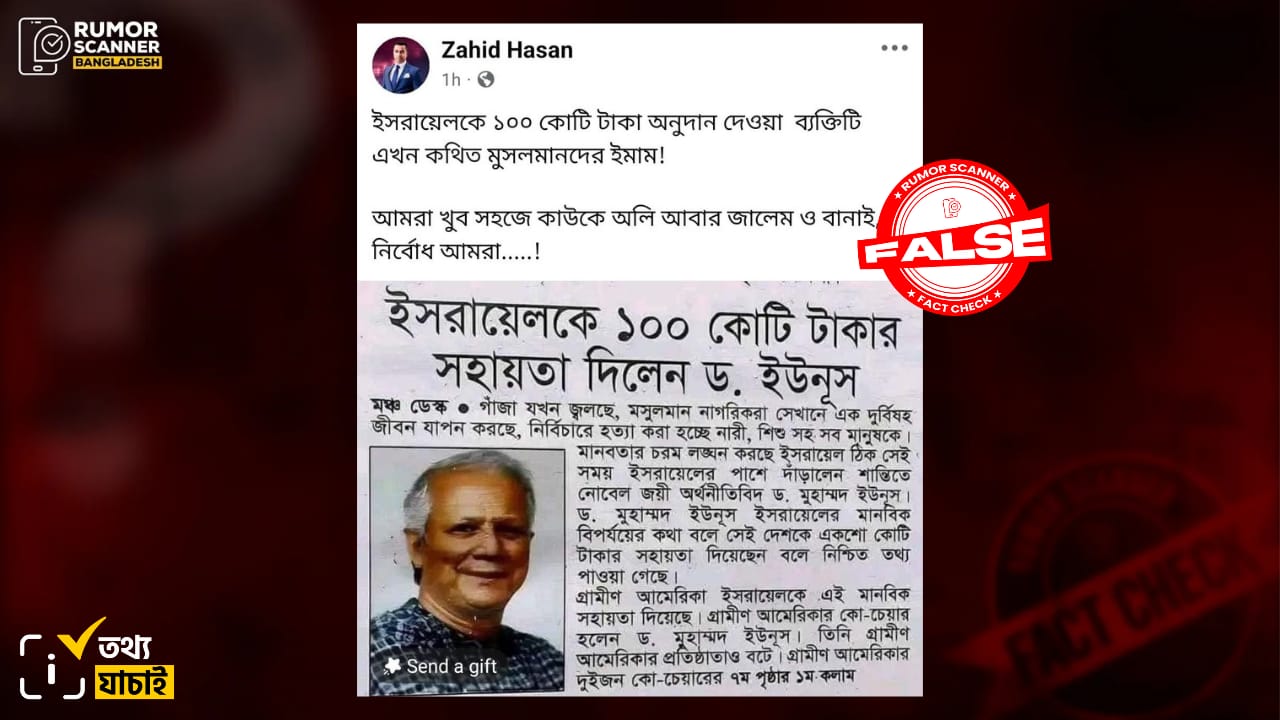 RUMOR
SCANNER
BANGLADESH
Zahid Hasan
1h
ইসরায়েলকে ১০০ কোটি টাকা অনুদান দেওয়া ব্যক্তিটি
এখন কথিত মুসলমানদের ইমাম!
আমরা খুব সহজে কাউকে অলি আবার জালেম ও বানাই,
নির্বোধ আমরা.....!
RUMOR SCANNER
FALSE
FACT CHECK
ইসরায়েলকে ১০০ কোটি টাকার
সহায়তা দিলেন ড. ইউনূস
মঞ্চ ডেস্ক ● গাঁজা যখন জ্বলছে, মসুলমান নাগরিকরা সেখানে এক দুর্বিষহ
জীবন যাপন করছে, নির্বিচারে হত্যা করা হচ্ছে নারী, শিশু সহ সব মানুষকে।
মানবতার চরম লঙ্ঘন করছে ইসরায়েল ঠিক সেই
সময় ইসরায়েলের পাশে দাঁড়ালেন শান্তিতে
নোবেল জয়ী অর্থনীতিবিদ ড. মুহাম্মদ ইউনূস।
ড. মুহাম্মদ ইউনূস ইসরায়েলের মানবিক
বিপর্যয়ের কথা বলে সেই দেশকে একশো কোটি
টাকার সহায়তা দিয়েছেন বলে নিশ্চিত তথ্য
পাওয়া গেছে।
গ্রামীণ আমেরিকা ইসরায়েলকে এই মানবিক
সহায়তা দিয়েছে। গ্রামীণ আমেরিকার কো-চেয়ার
হলেন ড. মুহাম্মদ ইউনূস। তিনি গ্রামীণ
আমেরিকার প্রতিষ্ঠাতাও বটে। গ্রামীণ আমেরিকার
দুইজন কো-চেয়ারের ৭ম পৃষ্ঠার ১ম কলাম
Send a gift
তথ্য
যাচাই
FACT CHECK